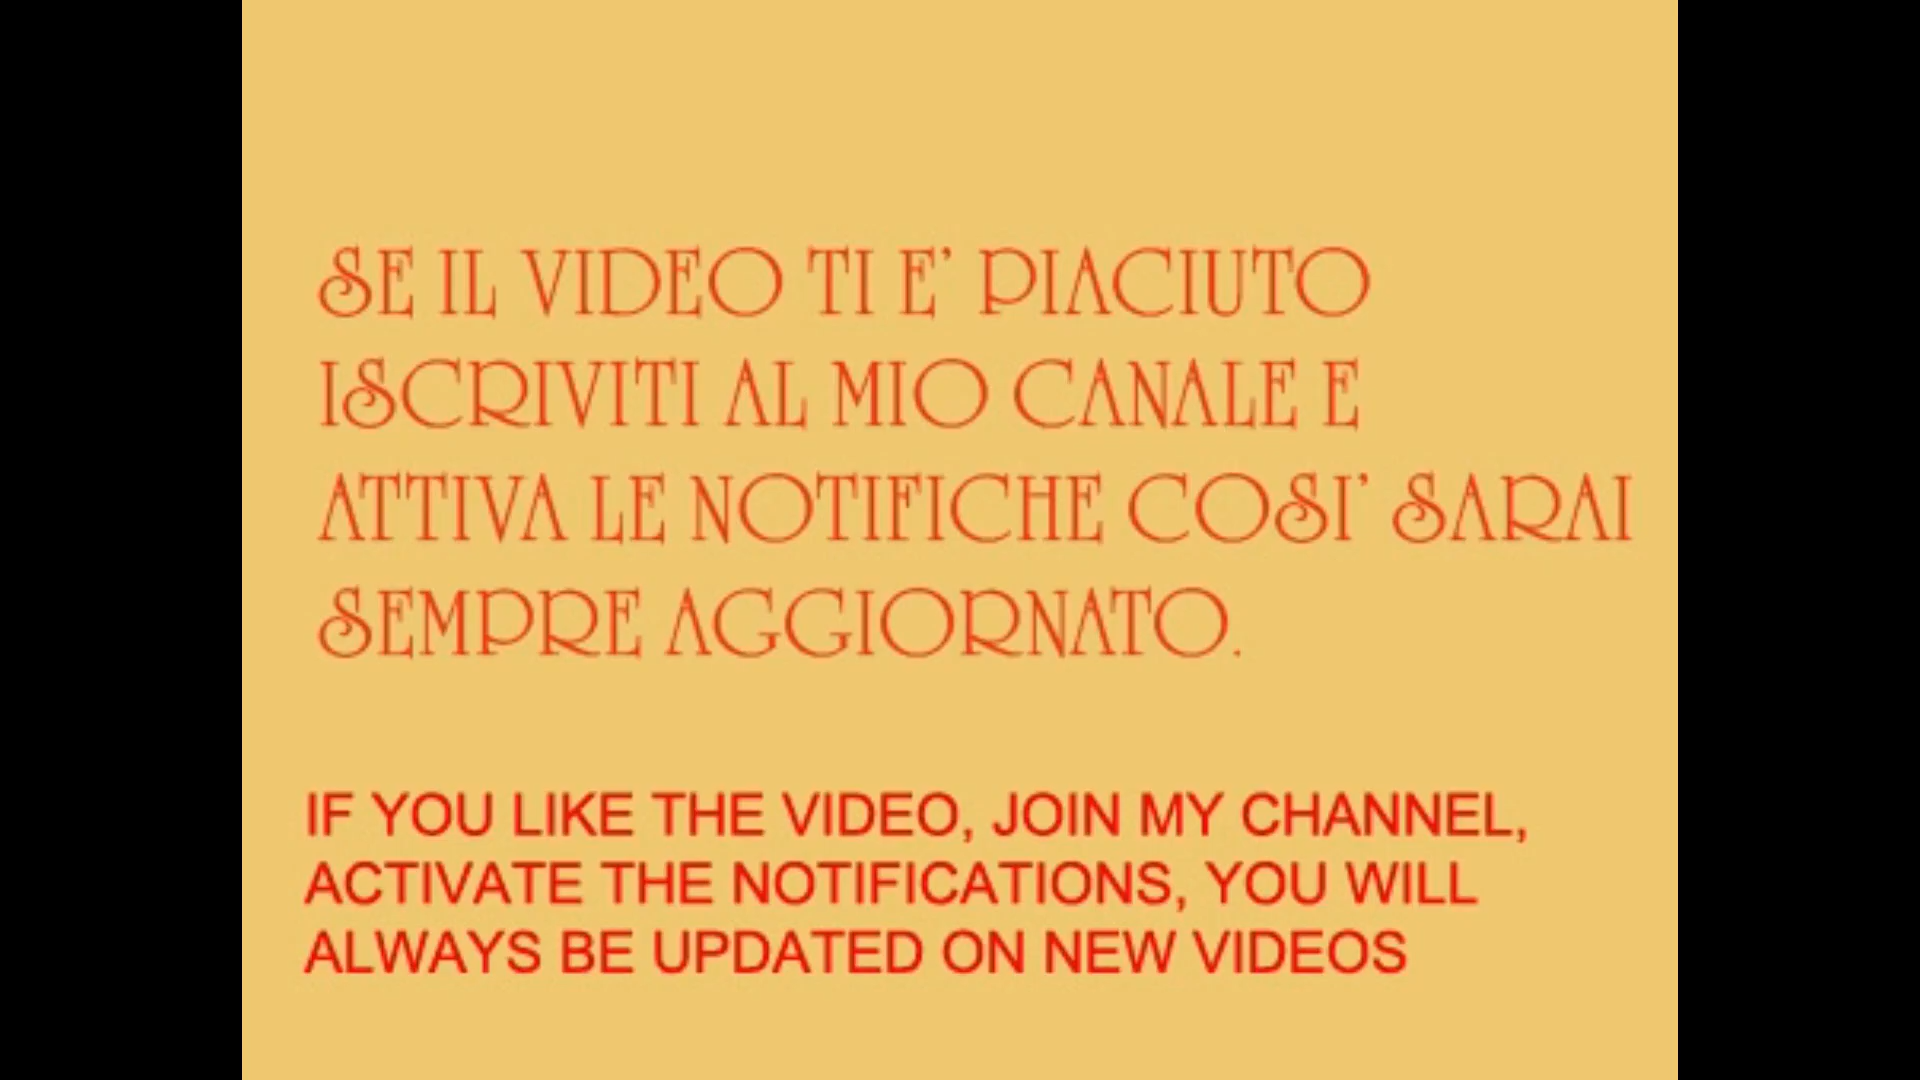 SE IL VIDEO TI E' PIACIUTO
ISCRIVITI AL MIO CANALE E
ATTIVA LE NOTIFICHE COSI' SARAI
SEMPRE AGGIORNATO.
IF YOU LIKE THE VIDEO, JOIN MY CHANNEL,
ACTIVATE THE NOTIFICATIONS, YOU WILL
ALWAYS BE UPDATED ON NEW VIDEOS